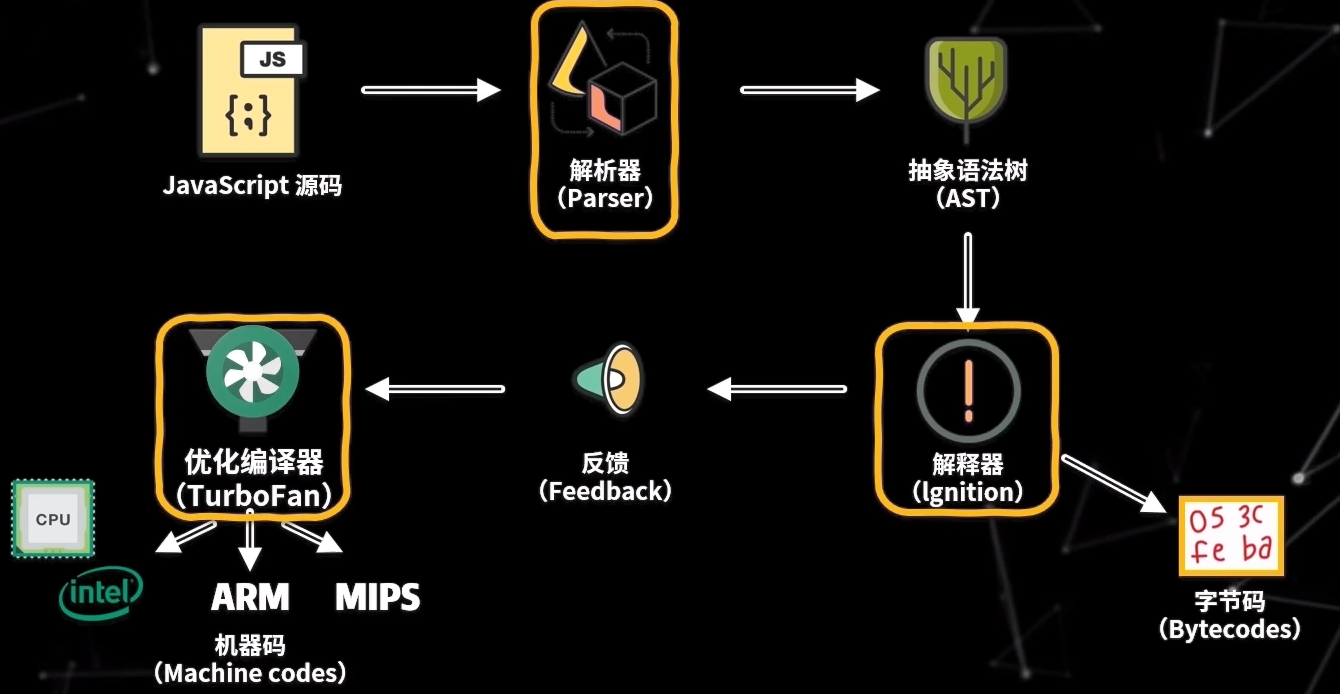 JS
{;}
JavaScript 源码
解析器
（Parser）
抽象语法树
（AST）
优化编译器
（TurboFan）
反馈
（Feedback）
解释器
（lgnition）
CPU
intel
ARM
MIPS
机器码
（Machine codes）
05 3c
fe ba
字节码
（Bytecodes）